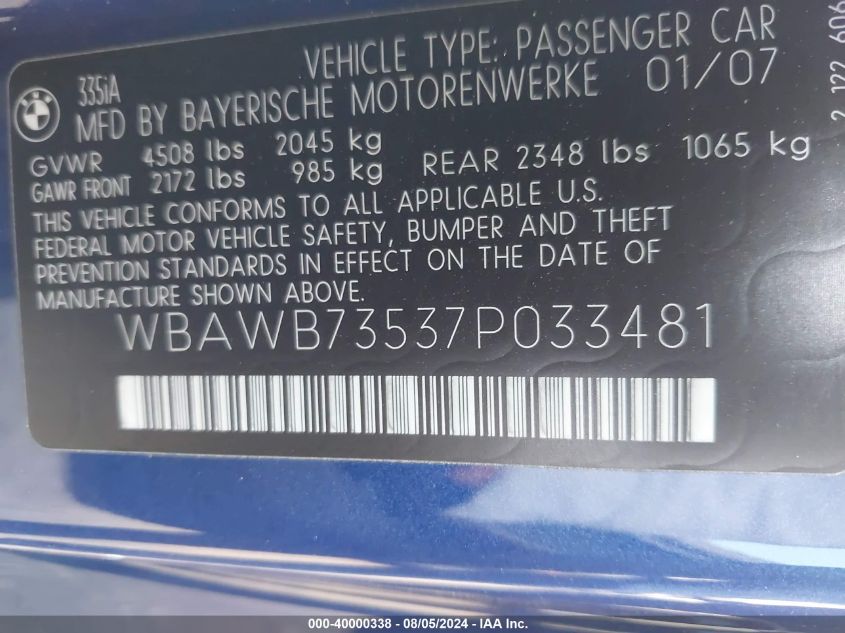 335iA
VEHICLE TYPE: PASSENGER CAR
MFD BY BAYERISCHE MOTORENWERKE 01/07
GVWR 4508 lbs 2045 kg
GAWR FRONT 2172 lbs 985 kg REAR 2348 lbs 1065 kg
THIS VEHICLE CONFORMS TO ALL APPLICABLE U.S.
FEDERAL MOTOR VEHICLE SAFETY, BUMPER AND THEFT
PREVENTION STANDARDS IN EFFECT ON THE DATE OF
MANUFACTURE SHOWN ABOVE.
WBAWB73537P033481
2 122 606
000-40000338 - 08/05/2024 - IAA Inc.